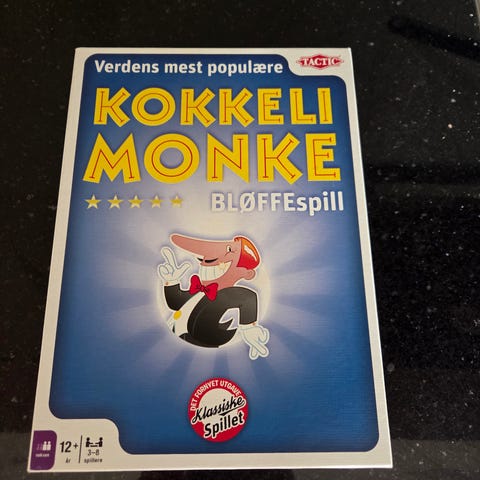 Verdens mest populære
TACTIC
KOKKELI
MONKE
BLØFFEspill
DET FORNYET UTGAVE
Klassiske
Spillet
12+
år
3-8
spillere